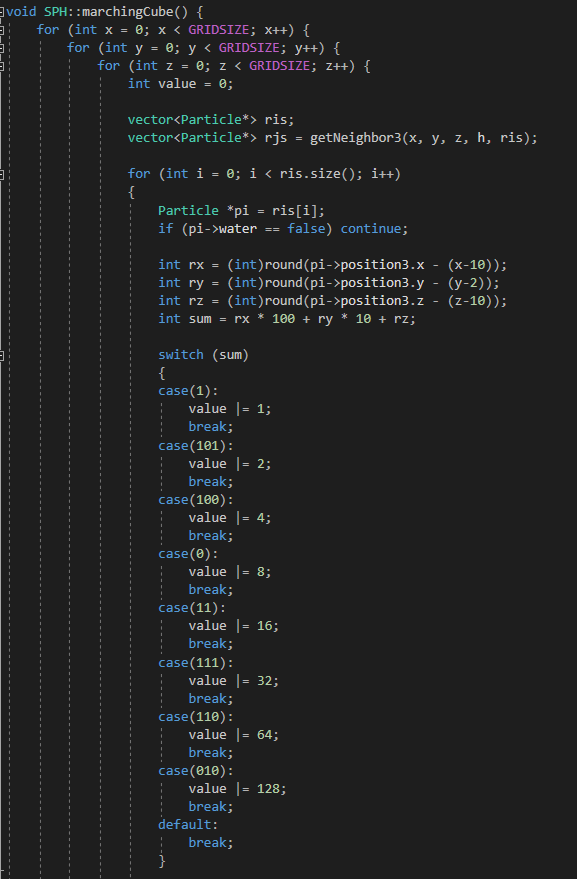 void SPH::marchingCube() {
for (int x = 0; x < GRIDSIZE; x++) {
for (int y = 0; y < GRIDSIZE; y++) {
for (int z = 0; z < GRIDSIZE; z++) {
int value = 0;
vector<Particle*> ris;
vector<Particle*> rjs = getNeighbor3(x, y, z, h, ris);
for (int i = 0; i < ris.size(); i++)
{
Particle *pi = ris[i];
if (pi->water == false) continue;
int rx = (int)round(pi->position3.x - (x-10));
int ry = (int)round(pi->position3.y - (y-2));
int rz = (int)round(pi->position3.z - (z-10));
int sum = rx * 100 + ry * 10 + rz;
switch (sum)
{
case(1):
value |= 1;
break;
case(101):
value |= 2;
break;
case(100):
value |= 4;
break;
case(0):
value |= 8;
break;
case(11):
value |= 16;
break;
case(111):
value |= 32;
break;
case(110):
value |= 64;
break;
case(010):
value |= 128;
break;
default:
break;
}